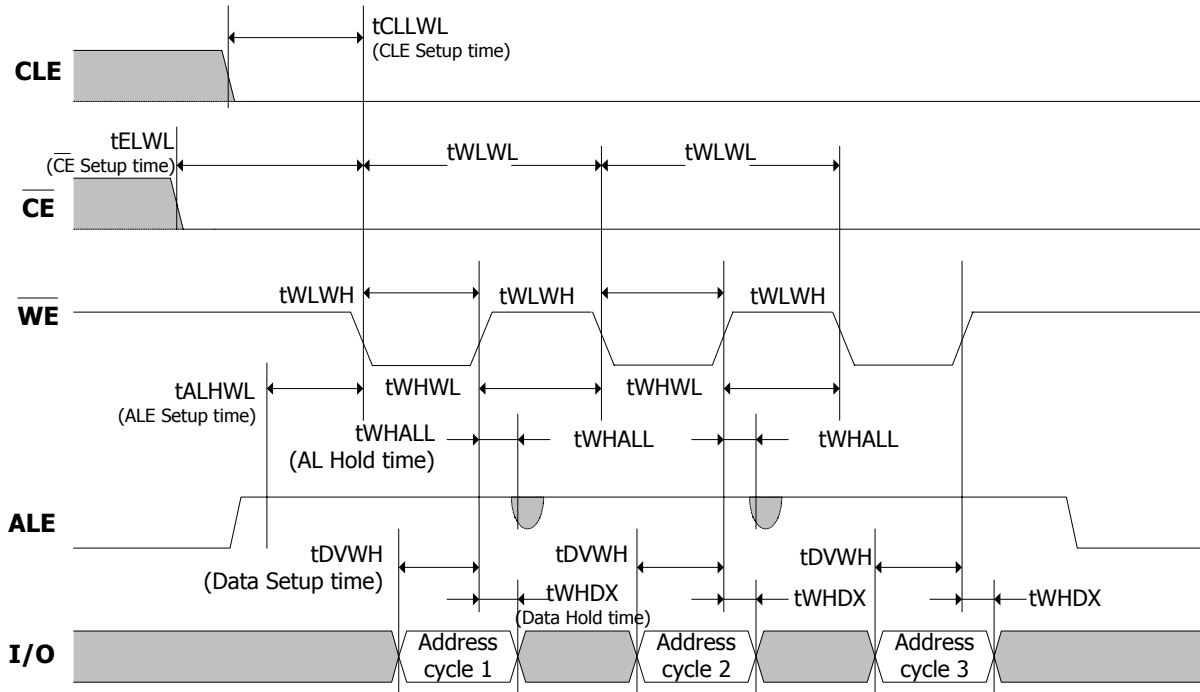 tCLLWL
(CLE Setup time)
CLE
tELWL
(CE Setup time)
tWLWL
tWLWL
CE
tWLWH
tWLWH
tWLWH
WE
tALHWL
(ALE Setup time)
tWHWL
tWHWL
tWHALL
(AL Hold time)
tWHALL
tWHALL
ALE
tDVWH
(Data Setup time)
tDVWH
tDVWH
tWHDX
(Data Hold time)
tWHDX
tWHDX
I/O
Address
cycle 1
Address
cycle 2
Address
cycle 3